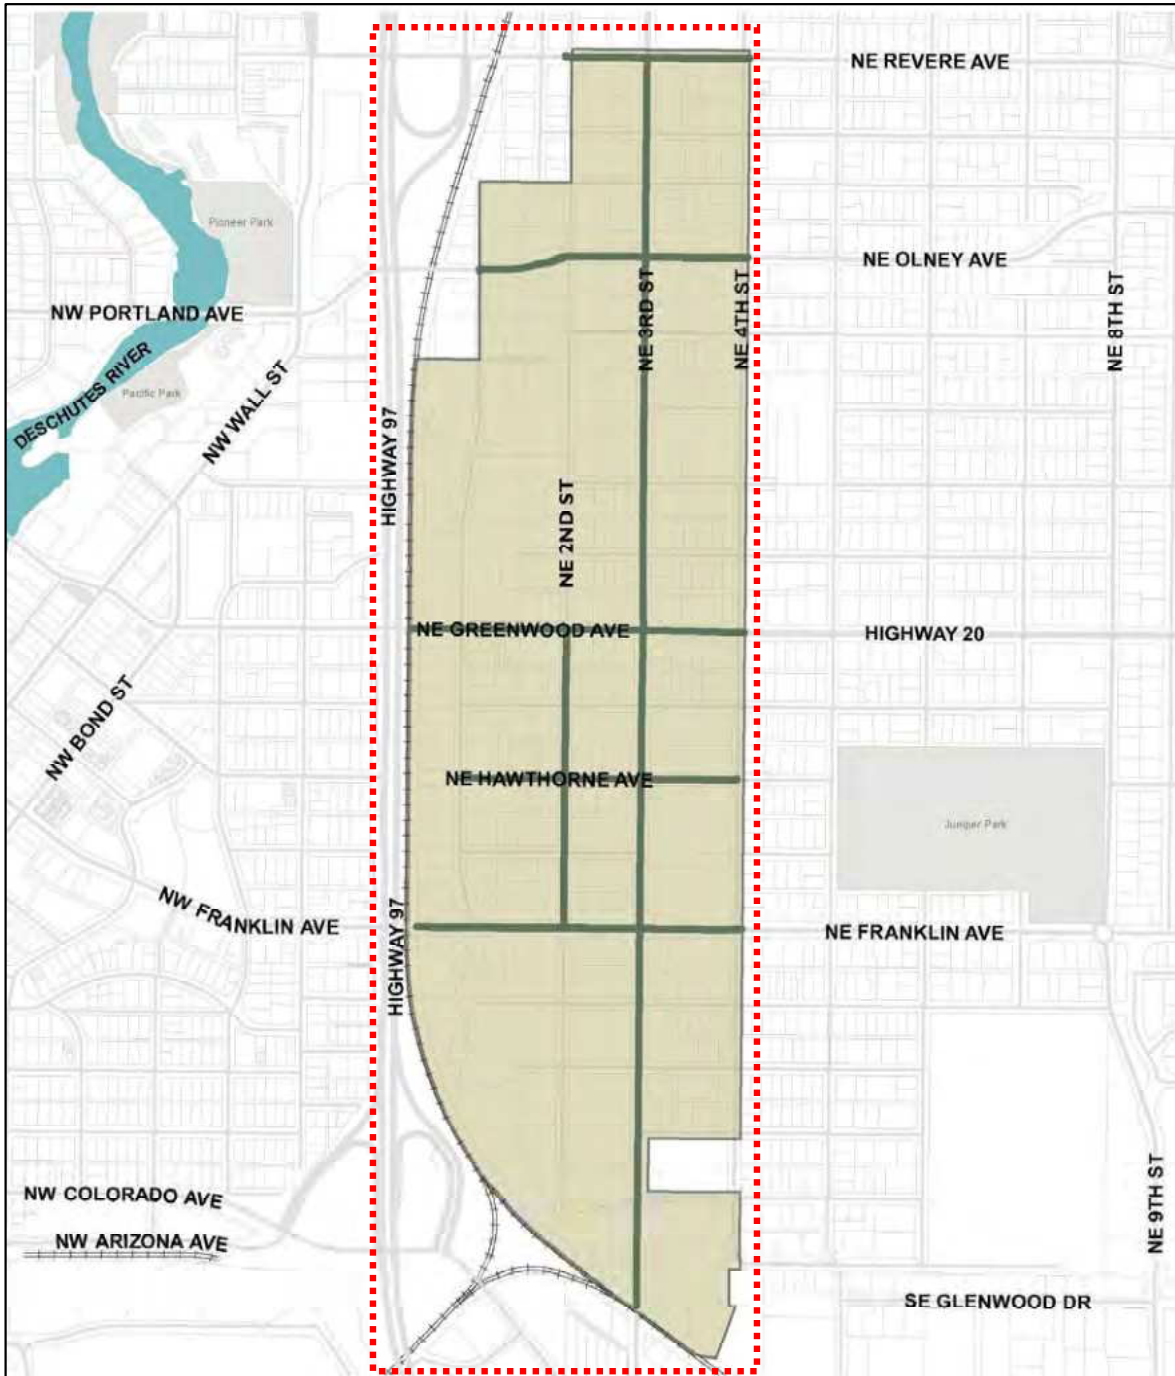 NE REVERE AVE
Pioneer Park
NE OLNEY AVE
NW PORTLAND AVE
NE 3RD ST
NE 4TH ST
NE 8TH ST
DESCHUTES RIVER
Pacific Park
NW WALL ST
HIGHWAY 97
NE 2ND ST
NE GREENWOOD AVE
HIGHWAY 20
NW BOND ST
NE HAWTHORNE AVE
Juniper Park
NW FRANKLIN AVE
HIGHWAY 97
NE FRANKLIN AVE
NW COLORADO AVE
NW ARIZONA AVE
NE 9TH ST
SE GLENWOOD DR